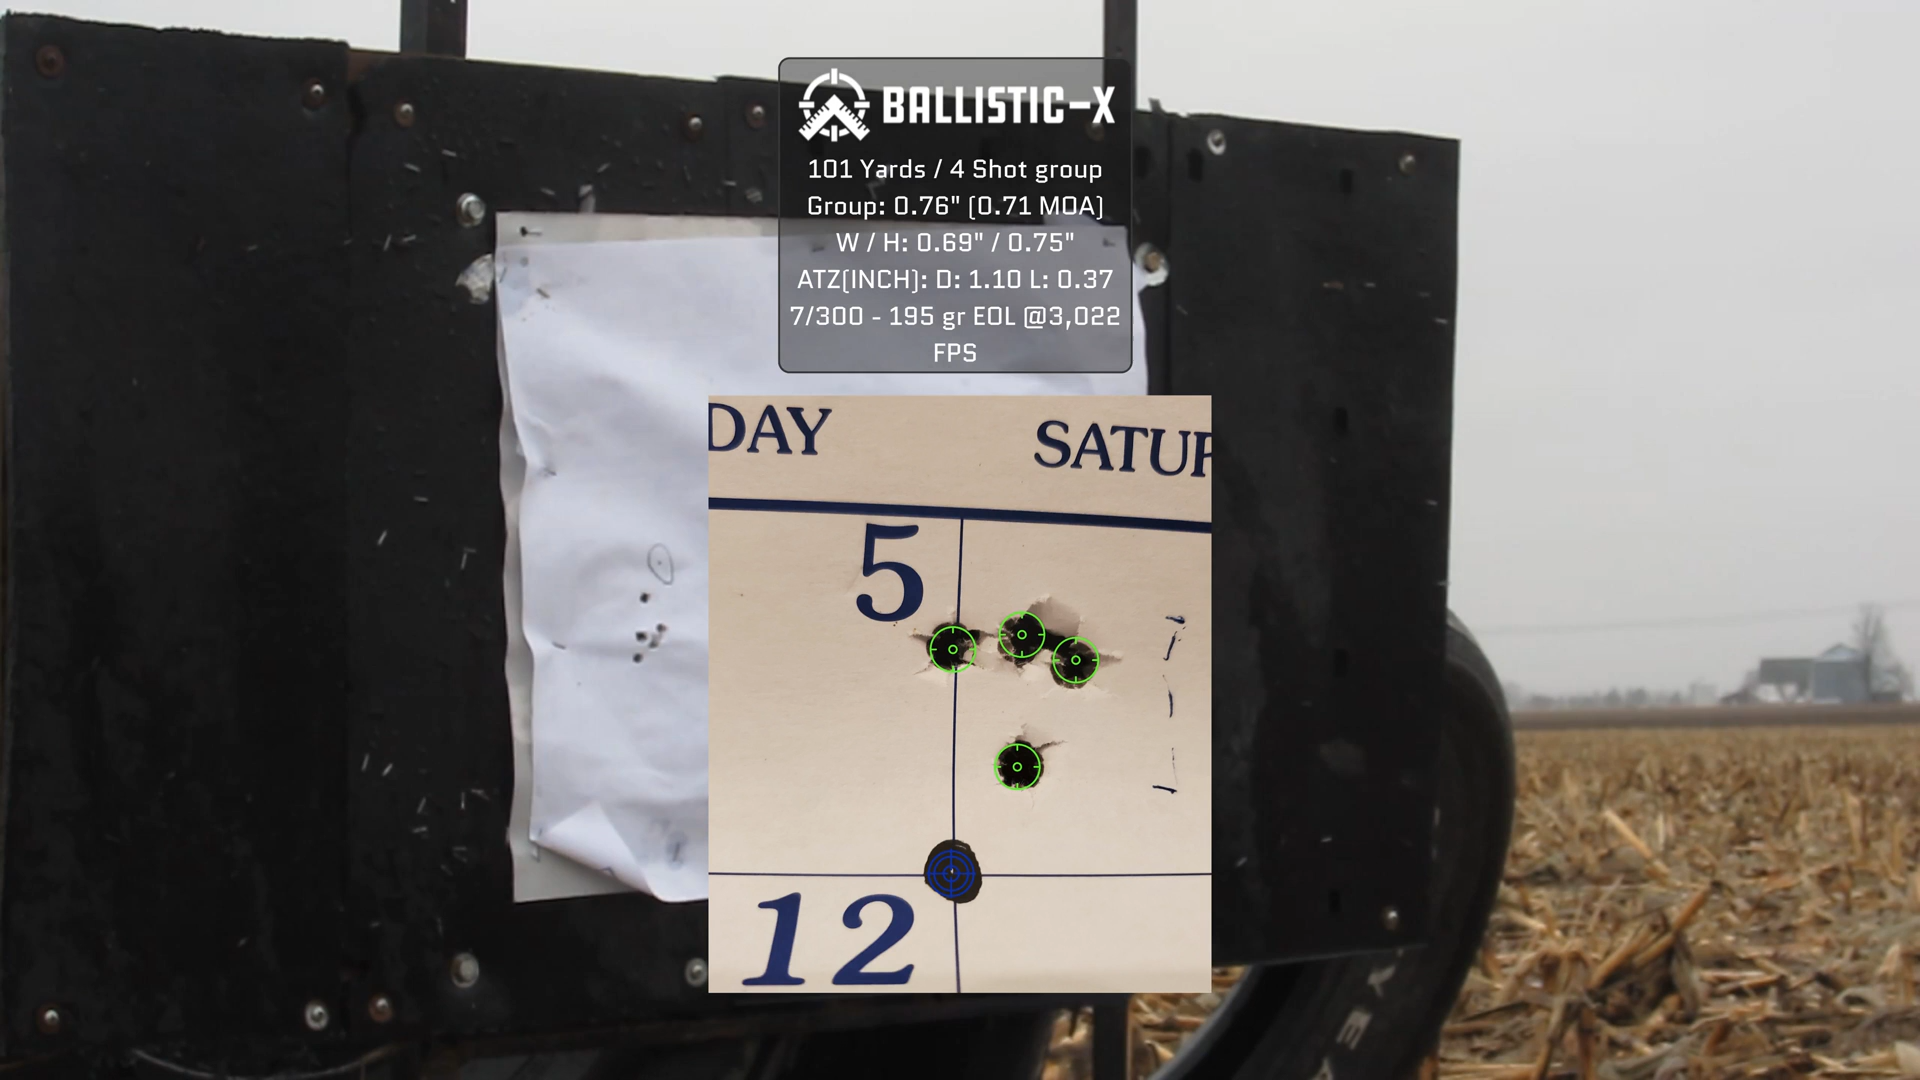 BALLISTIC-X
101 Yards / 4 Shot group
Group: 0.76" (0.71 MOA)
W / H: 0.69" / 0.75"
ATZ(INCH): D: 1.10 L: 0.37
7/300 - 195 gr EOL @3,022
FPS
DAY
SATUR
5
12